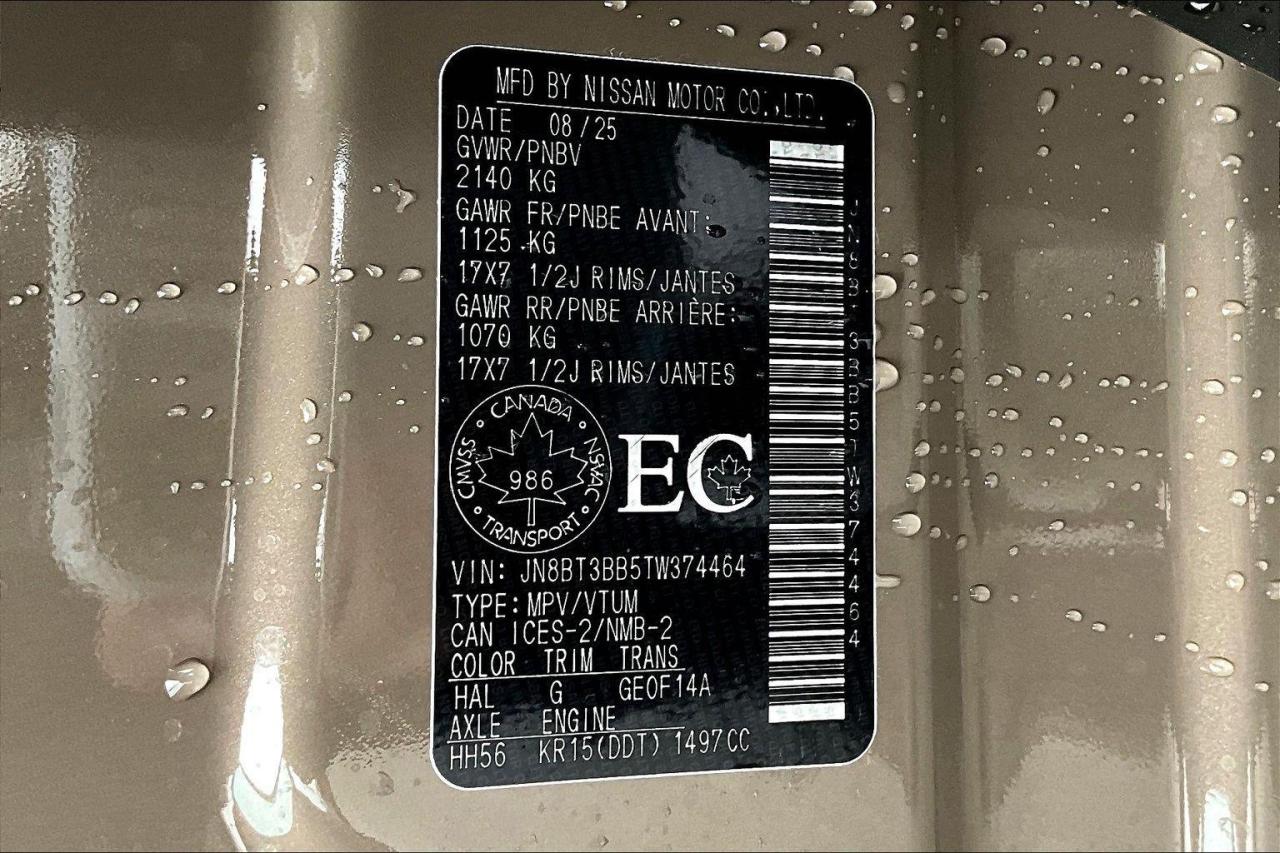 MFD BY NISSAN MOTOR CO.,LTD.
DATE 08/25
GVWR/PNBV
2140 KG
GAWR FR/PNBE AVANT:
1125 KG
17X7 1/2J RIMS/JANTES
GAWR RR/PNBE ARRIÈRE:
1070 KG
17X7 1/2J RIMS/JANTES
CANADA
CMVSS
NSVAC
986
TRANSPORT
EC
VIN: JN8BT3BB5TW374464
TYPE: MPV/VTUM
CAN ICES-2/NMB-2
COLOR TRIM TRANS
HAL G GEOF14A
AXLE ENGINE
HH56 KR15(DDT) 1497CC
JN8BT3BB5TW374464